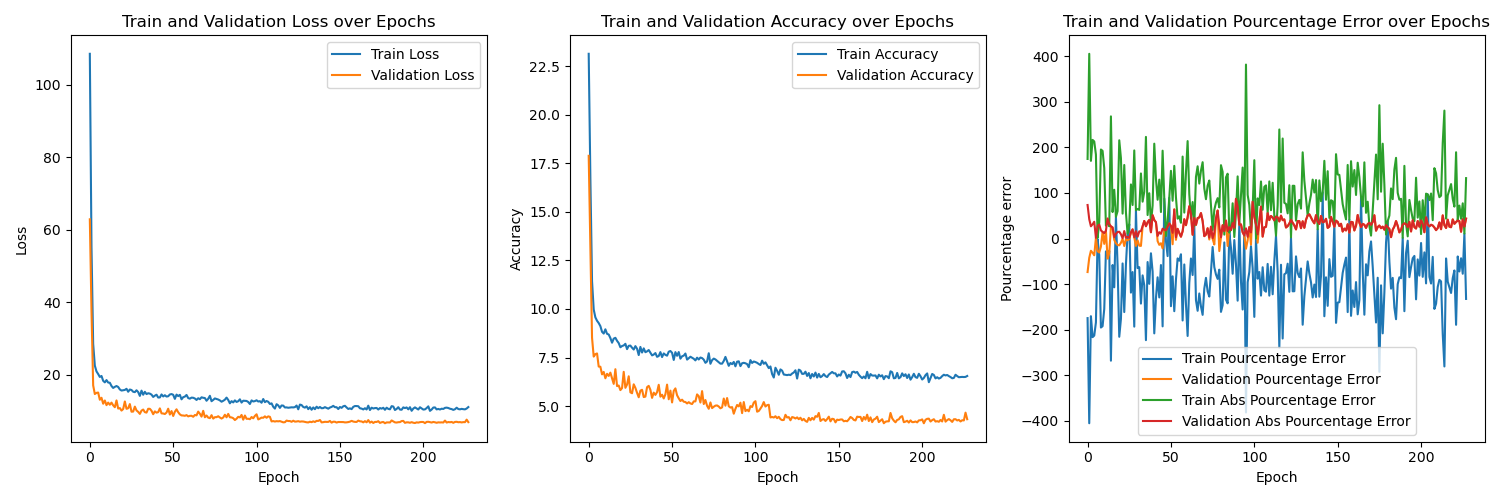 Train and Validation Loss over Epochs
Train Loss
Validation Loss
Loss
100
80
60
40
20
0
50
100
150
200
Epoch
Train and Validation Accuracy over Epochs
Train Accuracy
Validation Accuracy
Accuracy
22.5
20.0
17.5
15.0
12.5
10.0
7.5
5.0
0
50
100
150
200
Epoch
Train and Validation Pourcentage Error over Epochs
Pourcentage error
400
300
200
100
0
−100
−200
−300
−400
Train Pourcentage Error
Validation Pourcentage Error
Train Abs Pourcentage Error
Validation Abs Pourcentage Error
0
50
100
150
200
Epoch